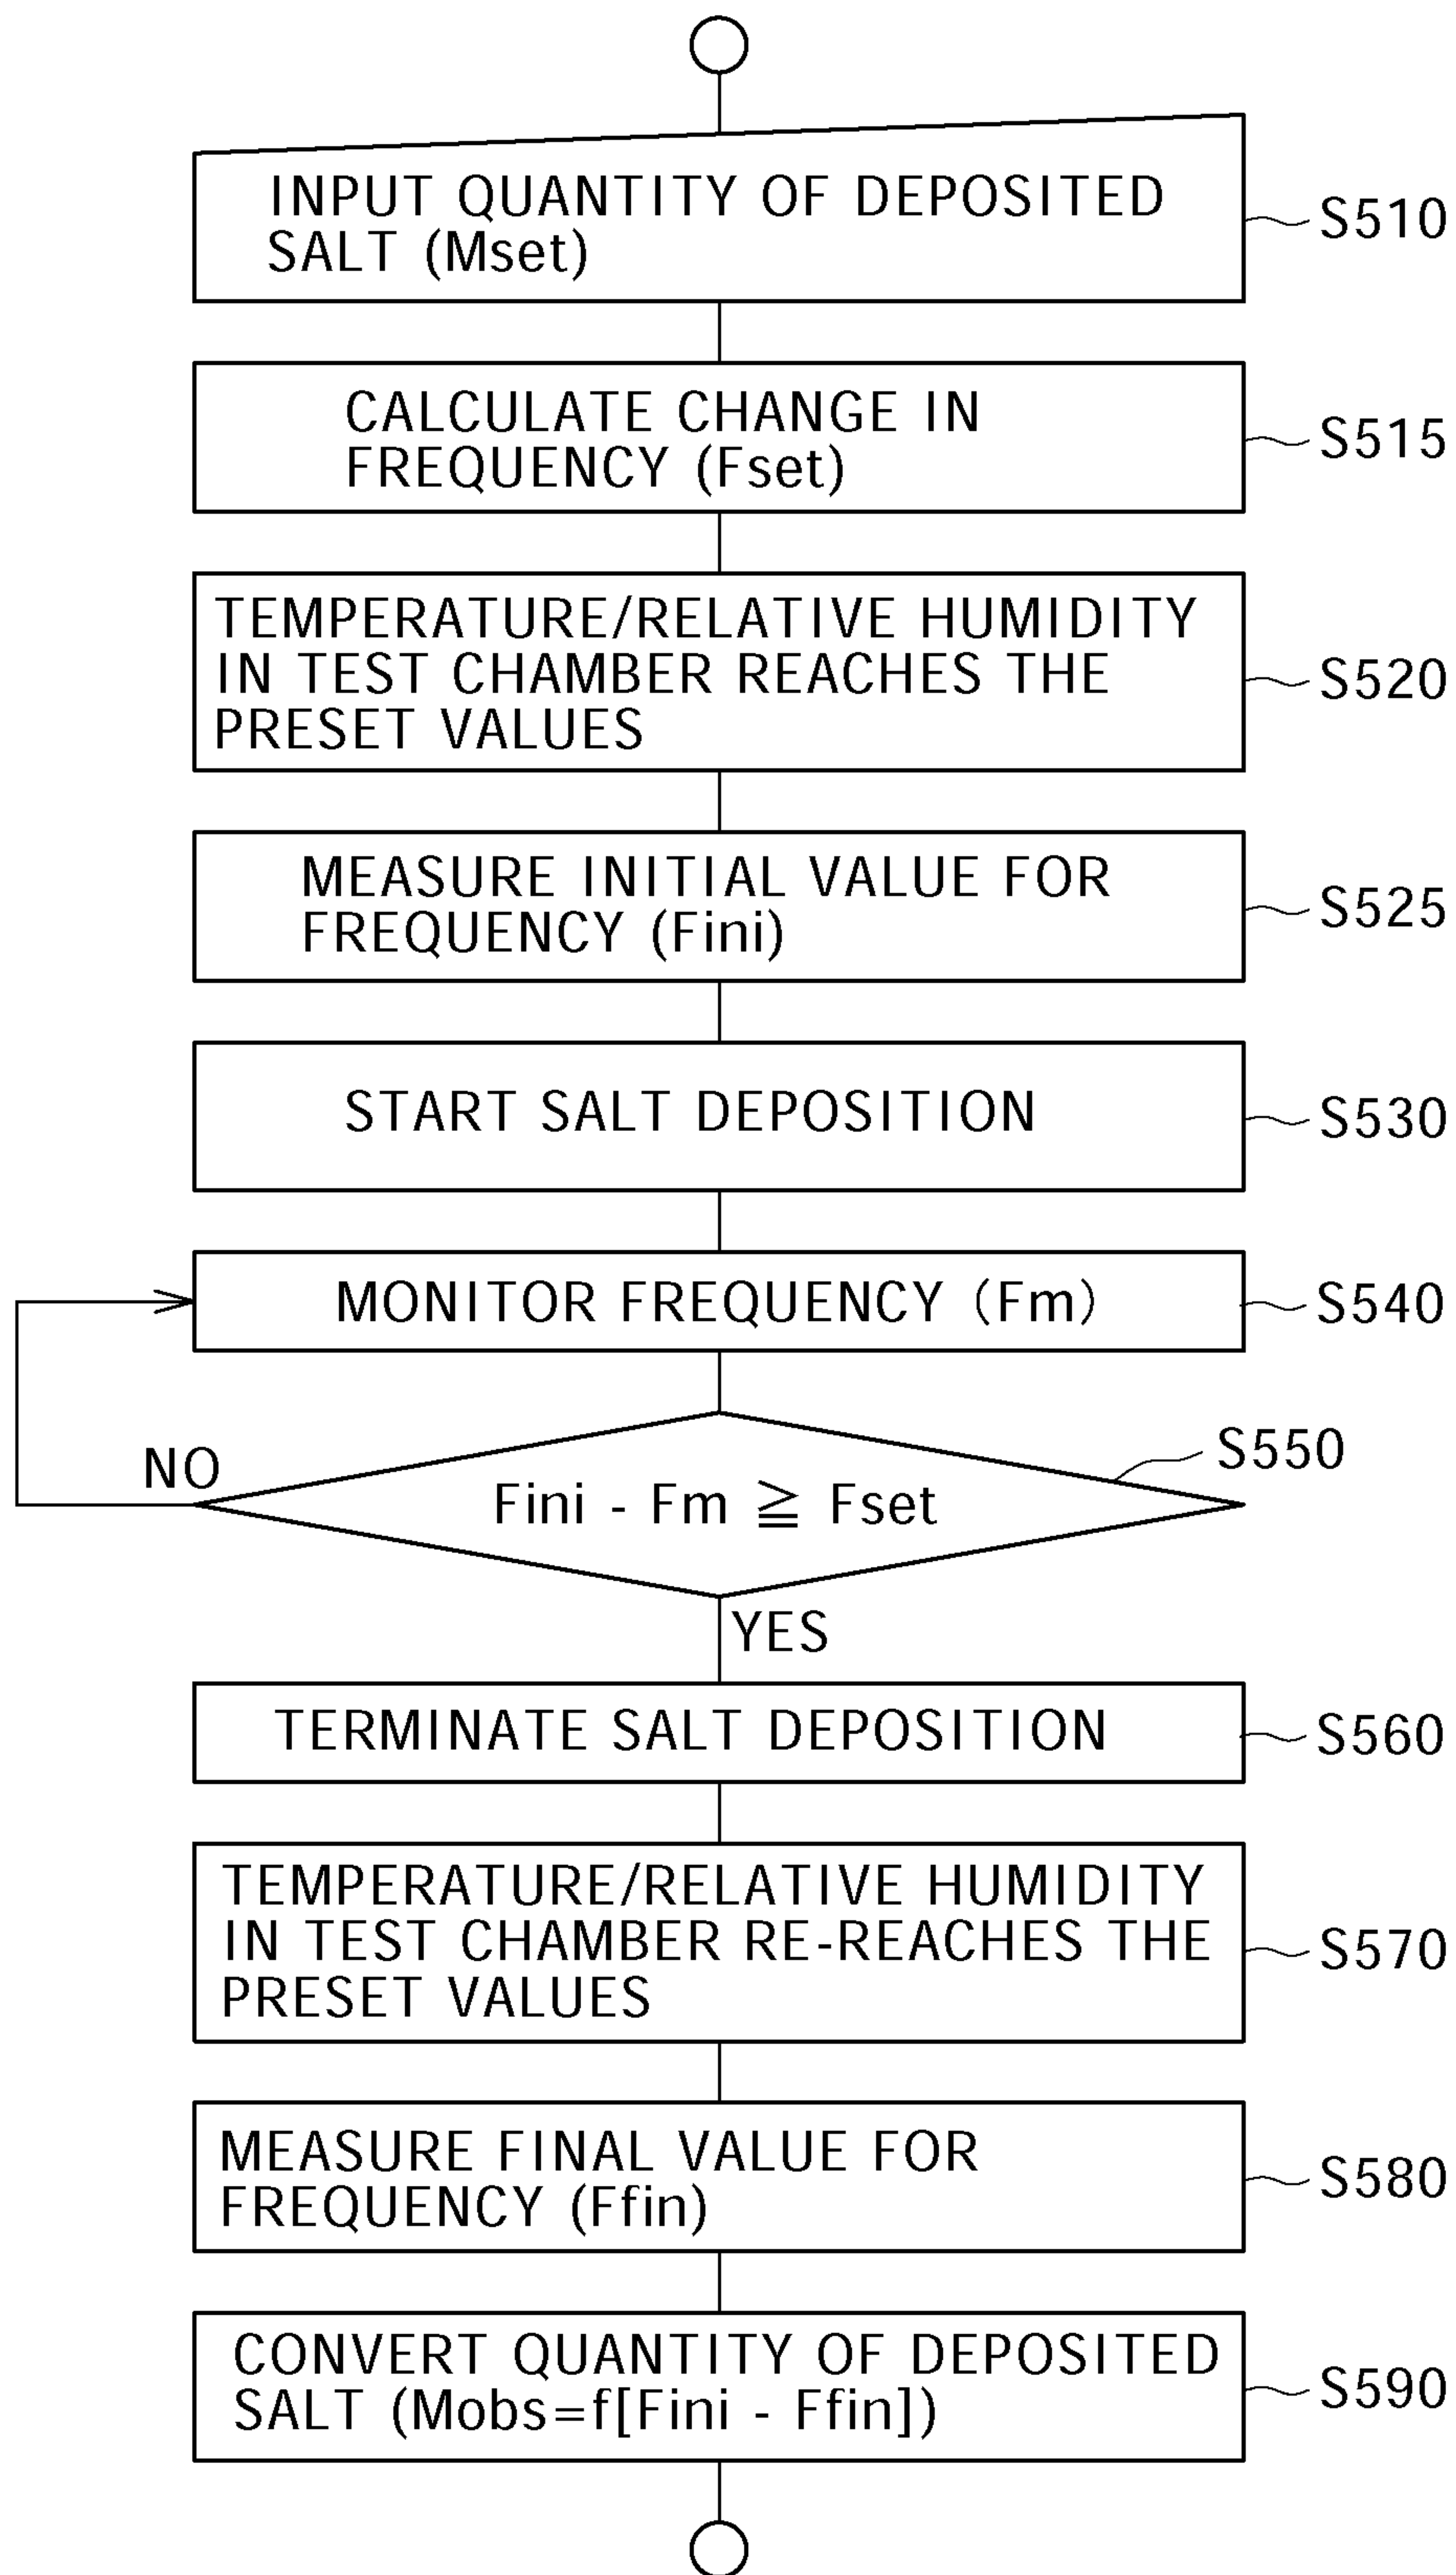 INPUT QUANTITY OF DEPOSITED
SALT (Mset)
S510
CALCULATE CHANGE IN
FREQUENCY (Fset)
S515
TEMPERATURE/RELATIVE HUMIDITY
IN TEST CHAMBER REACHES THE
PRESET VALUES
S520
MEASURE INITIAL VALUE FOR
FREQUENCY (Fini)
S525
START SALT DEPOSITION
S530
MONITOR FREQUENCY (Fm)
S540
NO
Fini - Fm ≧ Fset
S550
YES
TERMINATE SALT DEPOSITION
S560
TEMPERATURE/RELATIVE HUMIDITY
IN TEST CHAMBER RE-REACHES THE
PRESET VALUES
S570
MEASURE FINAL VALUE FOR
FREQUENCY (Ffin)
S580
CONVERT QUANTITY OF DEPOSITED
SALT (Mobs=f[Fini - Ffin])
S590